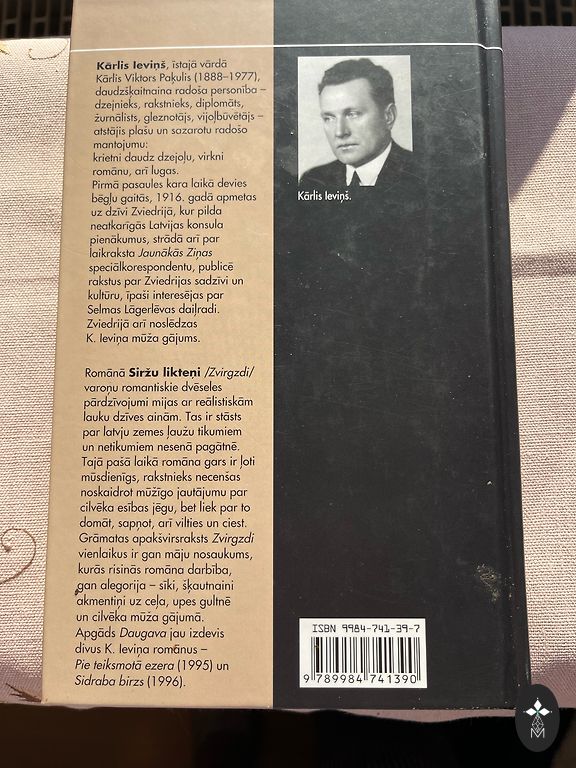 Kārlis Ieviņš, īstajā vārdā
Kārlis Viktors Paķulis (1888–1977),
daudzšķaitnaina radoša personība –
dzejnieks, rakstnieks, diplomāts,
žurnālists, gleznotājs, vijoļbūvētājs –
atstājis plašu un sazarotu radošo
mantojumu:
krietni daudz dzejoļu, virkni
romānu, arī lugas.
Pirmā pasaules kara laikā devies
bēgļu gaitās, 1916. gadā apmetas
uz dzīvi Zviedrijā, kur pilda
neatkarīgās Latvijas konsula
pienākumus, strādā arī par
laikraksta Jaunākās Ziņas
speciālkorespondentu, publicē
rakstus par Zviedrijas sadzīvi un
kultūru, īpaši interesējas par
Selmas Lāgerlēvas daiļradi.
Zviedrijā arī noslēdzas
K. Ieviņa mūža gājums.
Romānā Siržu likteņi /Zvirgzdi/
varoņu romantiskie dvēseles
pārdzīvojumi mijas ar reālistiskām
lauku dzīves ainām. Tas ir stāsts
par latvju zemes ļaužu tikumiem
un netikumiem nesenā pagātnē.
Tajā pašā laikā romāna gars ir ļoti
mūsdienīgs, rakstnieks necenšas
noskaidrot mūžīgo jautājumu par
cilvēka esības jēgu, bet liek par to
domāt, sapņot, arī vilties un ciest.
Grāmatas apakšvirsraksts Zvirgzdi
vienlaikus ir gan māju nosaukums,
kurās risinās romāna darbība,
gan alegorija – sīki, šķautnaini
akmentiņi uz ceļa, upes gultnē
un cilvēka mūža gājumā.
Apgāds Daugava jau izdevis
divus K. Ieviņa romānus –
Pie teiksmotā ezera (1995) un
Sidraba birzs (1996).
Kārlis Ieviņš.
ISBN 9984-741-39-7
9 789984 741390
M